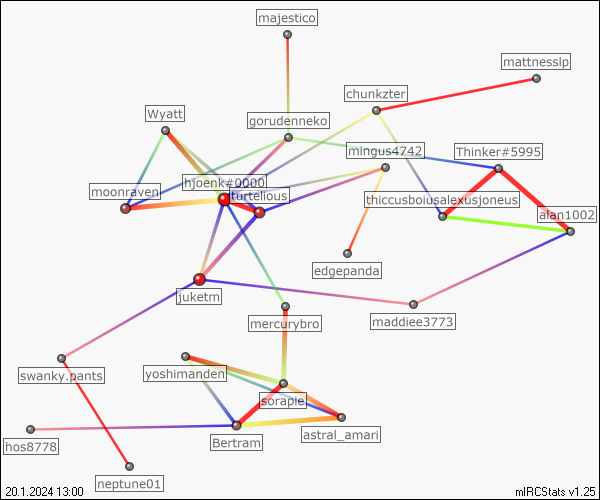 majestico
mattnesslp
chunkzter
Wyatt
gorudenneko
mingus4742
Thinker#5995
hjoenk#0000
moonraven
turtelious
thiccusboiusalexusjoneus
alan1002
edgepanda
juketm
maddiee3773
mercurybro
swanky.pants
yoshimanden
sorapie
astral_amari
Bertram
hos8778
neptune01
20.1.2024 13:00
mIRCStats v1.25